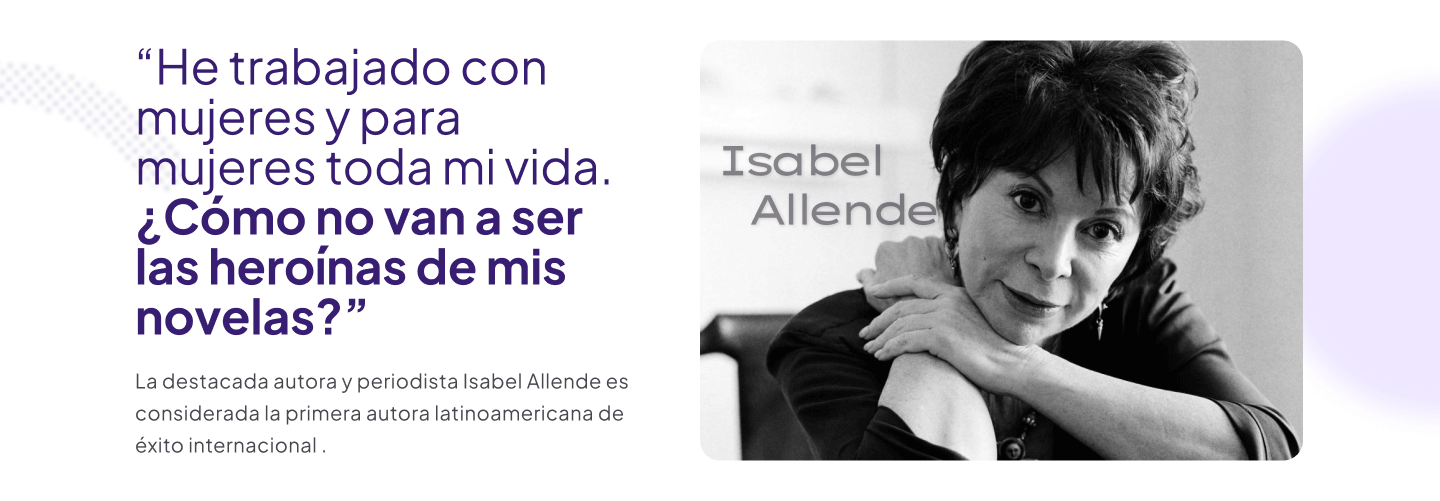 “He trabajado con
mujeres y para
mujeres toda mi vida.
¿Cómo no van a ser
las heroínas de mis
novelas?”
La destacada autora y periodista Isabel Allende es
considerada la primera autora latinoamericana de
éxito internacional .
Isabel
Allende